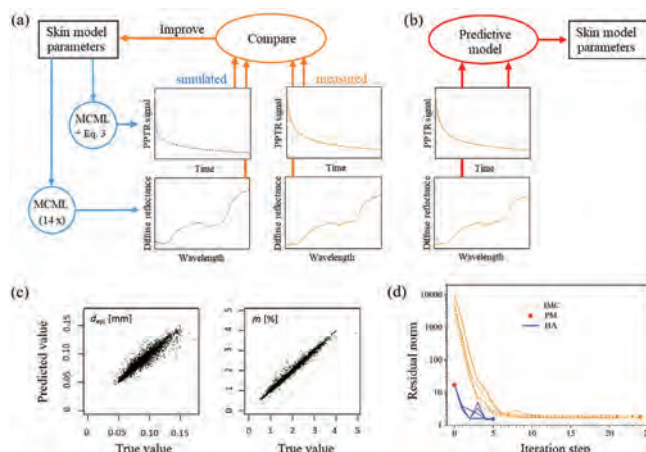 (a)
Skin model
parameters
Improve
Compare
simulated
measured
MCML
+ Eq. 3
MCML
(14 x)
PPTR signal
Time
PPTR signal
Time
Diffuse reflectance
Wavelength
Diffuse reflectance
Wavelength
(b)
Predictive
model
Skin model
parameters
PPTR signal
Time
Diffuse reflectance
Wavelength
(c)
Predicted value
0 0.05 0.10 0.15
d_epi [mm]
0 0.05 0.10 0.15
True value
0 1 2 3 4 5
m [%]
0 1 2 3 4 5
True value
(d)
Residual norm
10000
1000
100
10
1
IMC
PM
HA
0 5 10 15 20 25
Iteration step